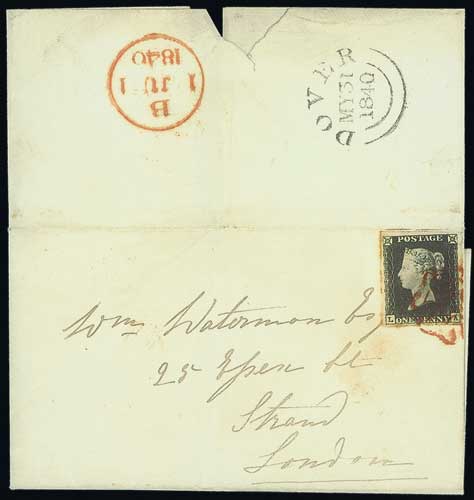 B
1 JU 1
1840
DOVER
MY 31
1840
POSTAGE
L ONE PENNY A
Wm Waterman Esq
25 Essex St
Strand
London